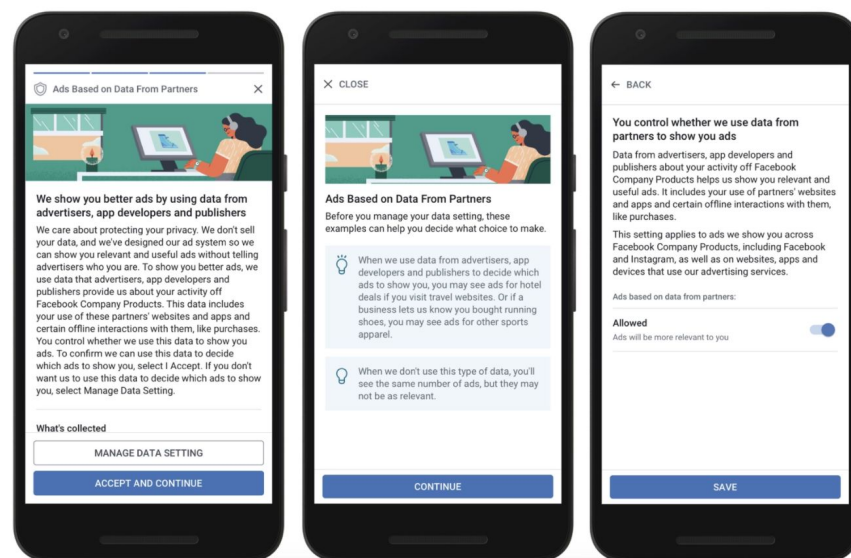 Ads Based on Data From Partners
We show you better ads by using data from
advertisers, app developers and publishers
We care about protecting your privacy. We don't sell
your data, and we've designed our ad system so we
can show you relevant and useful ads without telling
advertisers who you are. To show you better ads, we
use data that advertisers, app developers and
publishers provide us about your activity off
Facebook Company Products. This data includes
your use of these partners' websites and apps and
certain offline interactions with them, like purchases.
You control whether we use this data to show you
ads. To confirm we can use this data to decide
which ads to show you, select I Accept. If you don't
want us to use this data to decide which ads to show
you, select Manage Data Setting.
What's collected
MANAGE DATA SETTING
ACCEPT AND CONTINUE
CLOSE
Ads Based on Data From Partners
Before you manage your data setting, these
examples can help you decide what choice to make.
When we use data from advertisers, app
developers and publishers to decide which
ads to show you, you may see ads for hotel
deals if you visit travel websites. Or if a
business lets us know you bought running
shoes, you may see ads for other sports
apparel.
When we don't use this type of data, you'll
see the same number of ads, but they may
not be as relevant.
CONTINUE
BACK
You control whether we use data from
partners to show you ads
Data from advertisers, app developers and
publishers about your activity off Facebook
Company Products helps us show you relevant and
useful ads. It includes your use of partners' websites
and apps and certain offline interactions with them,
like purchases.
This setting applies to ads we show you across
Facebook Company Products, including Facebook
and Instagram, as well as on websites, apps and
devices that use our advertising services.
Ads based on data from partners:
Allowed
Ads will be more relevant to you
SAVE